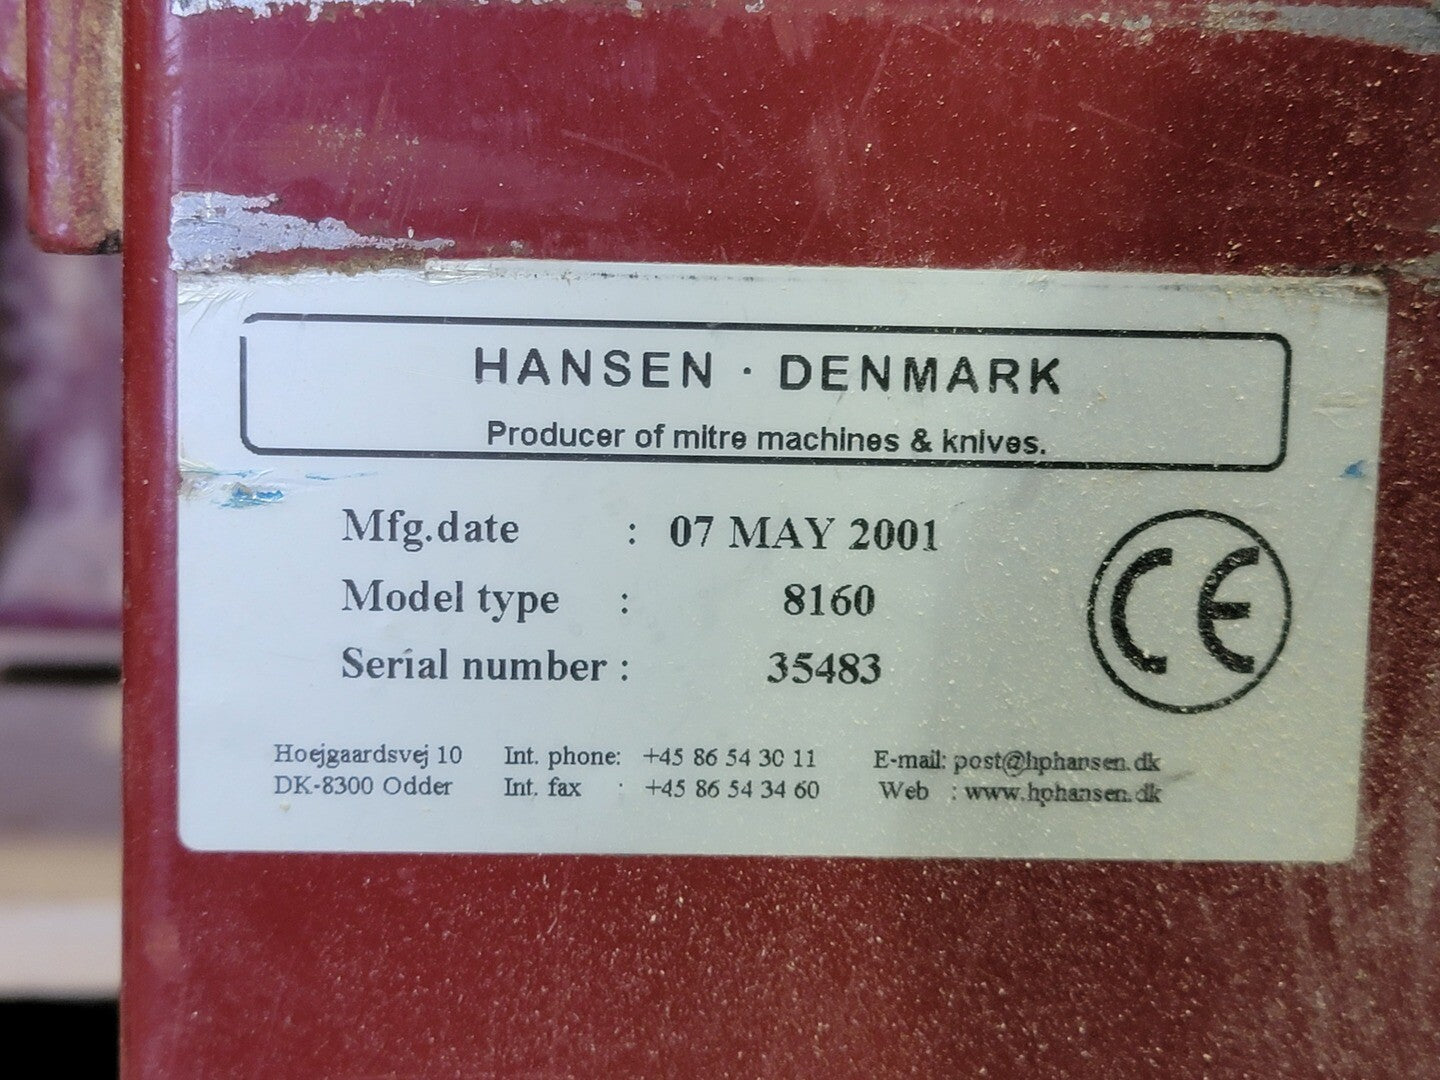 HANSEN · DENMARK
Producer of mitre machines & knives.
Mfg.date : 07 MAY 2001
Model type : 8160
Serial number : 35483
CE
Hoejgaardsvej 10 Int. phone: +45 86 54 30 11 E-mail: post@hphansen.dk
DK-8300 Odder Int. fax : +45 86 54 34 60 Web : www.hphansen.dk